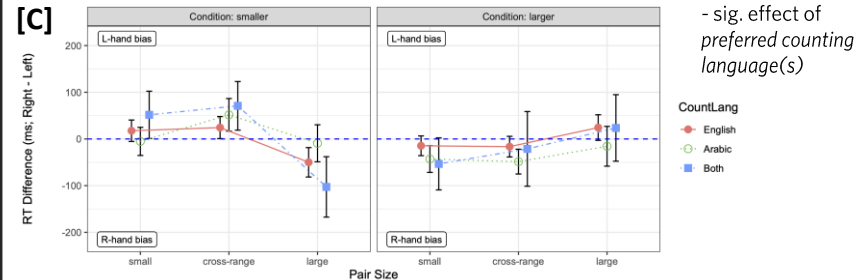 [C]
Condition: smaller
Condition: larger
- sig. effect of
preferred counting
language(s)
RT Difference (ms; Right - Left)
200
100
0
-100
-200
L-hand bias
L-hand bias
R-hand bias
R-hand bias
small
cross-range
large
small
cross-range
large
Pair Size
CountLang
English
Arabic
Both